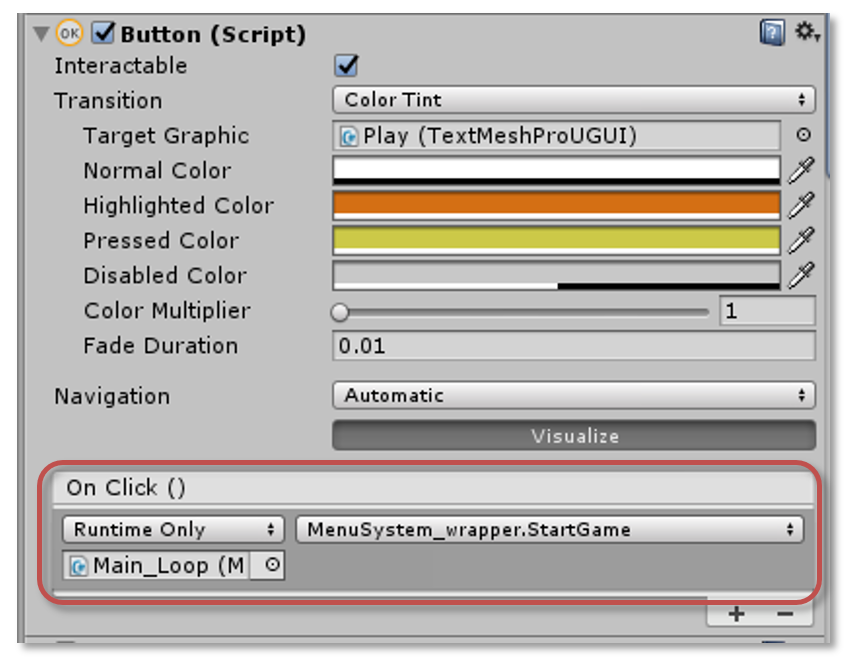 OK Button (Script)
Interactable
Transition Color Tint
Target Graphic Play (TextMeshProUGUI)
Normal Color
Highlighted Color
Pressed Color
Disabled Color
Color Multiplier 1
Fade Duration 0.01
Navigation Automatic
Visualize
On Click ()
Runtime Only MenuSystem_wrapper.StartGame
Main_Loop (M
+ −